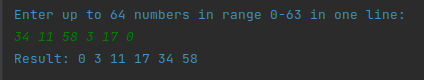 Enter up to 64 numbers in range 0-63 in one line:
34 11 58 3 17 0
Result: 0 3 11 17 34 58